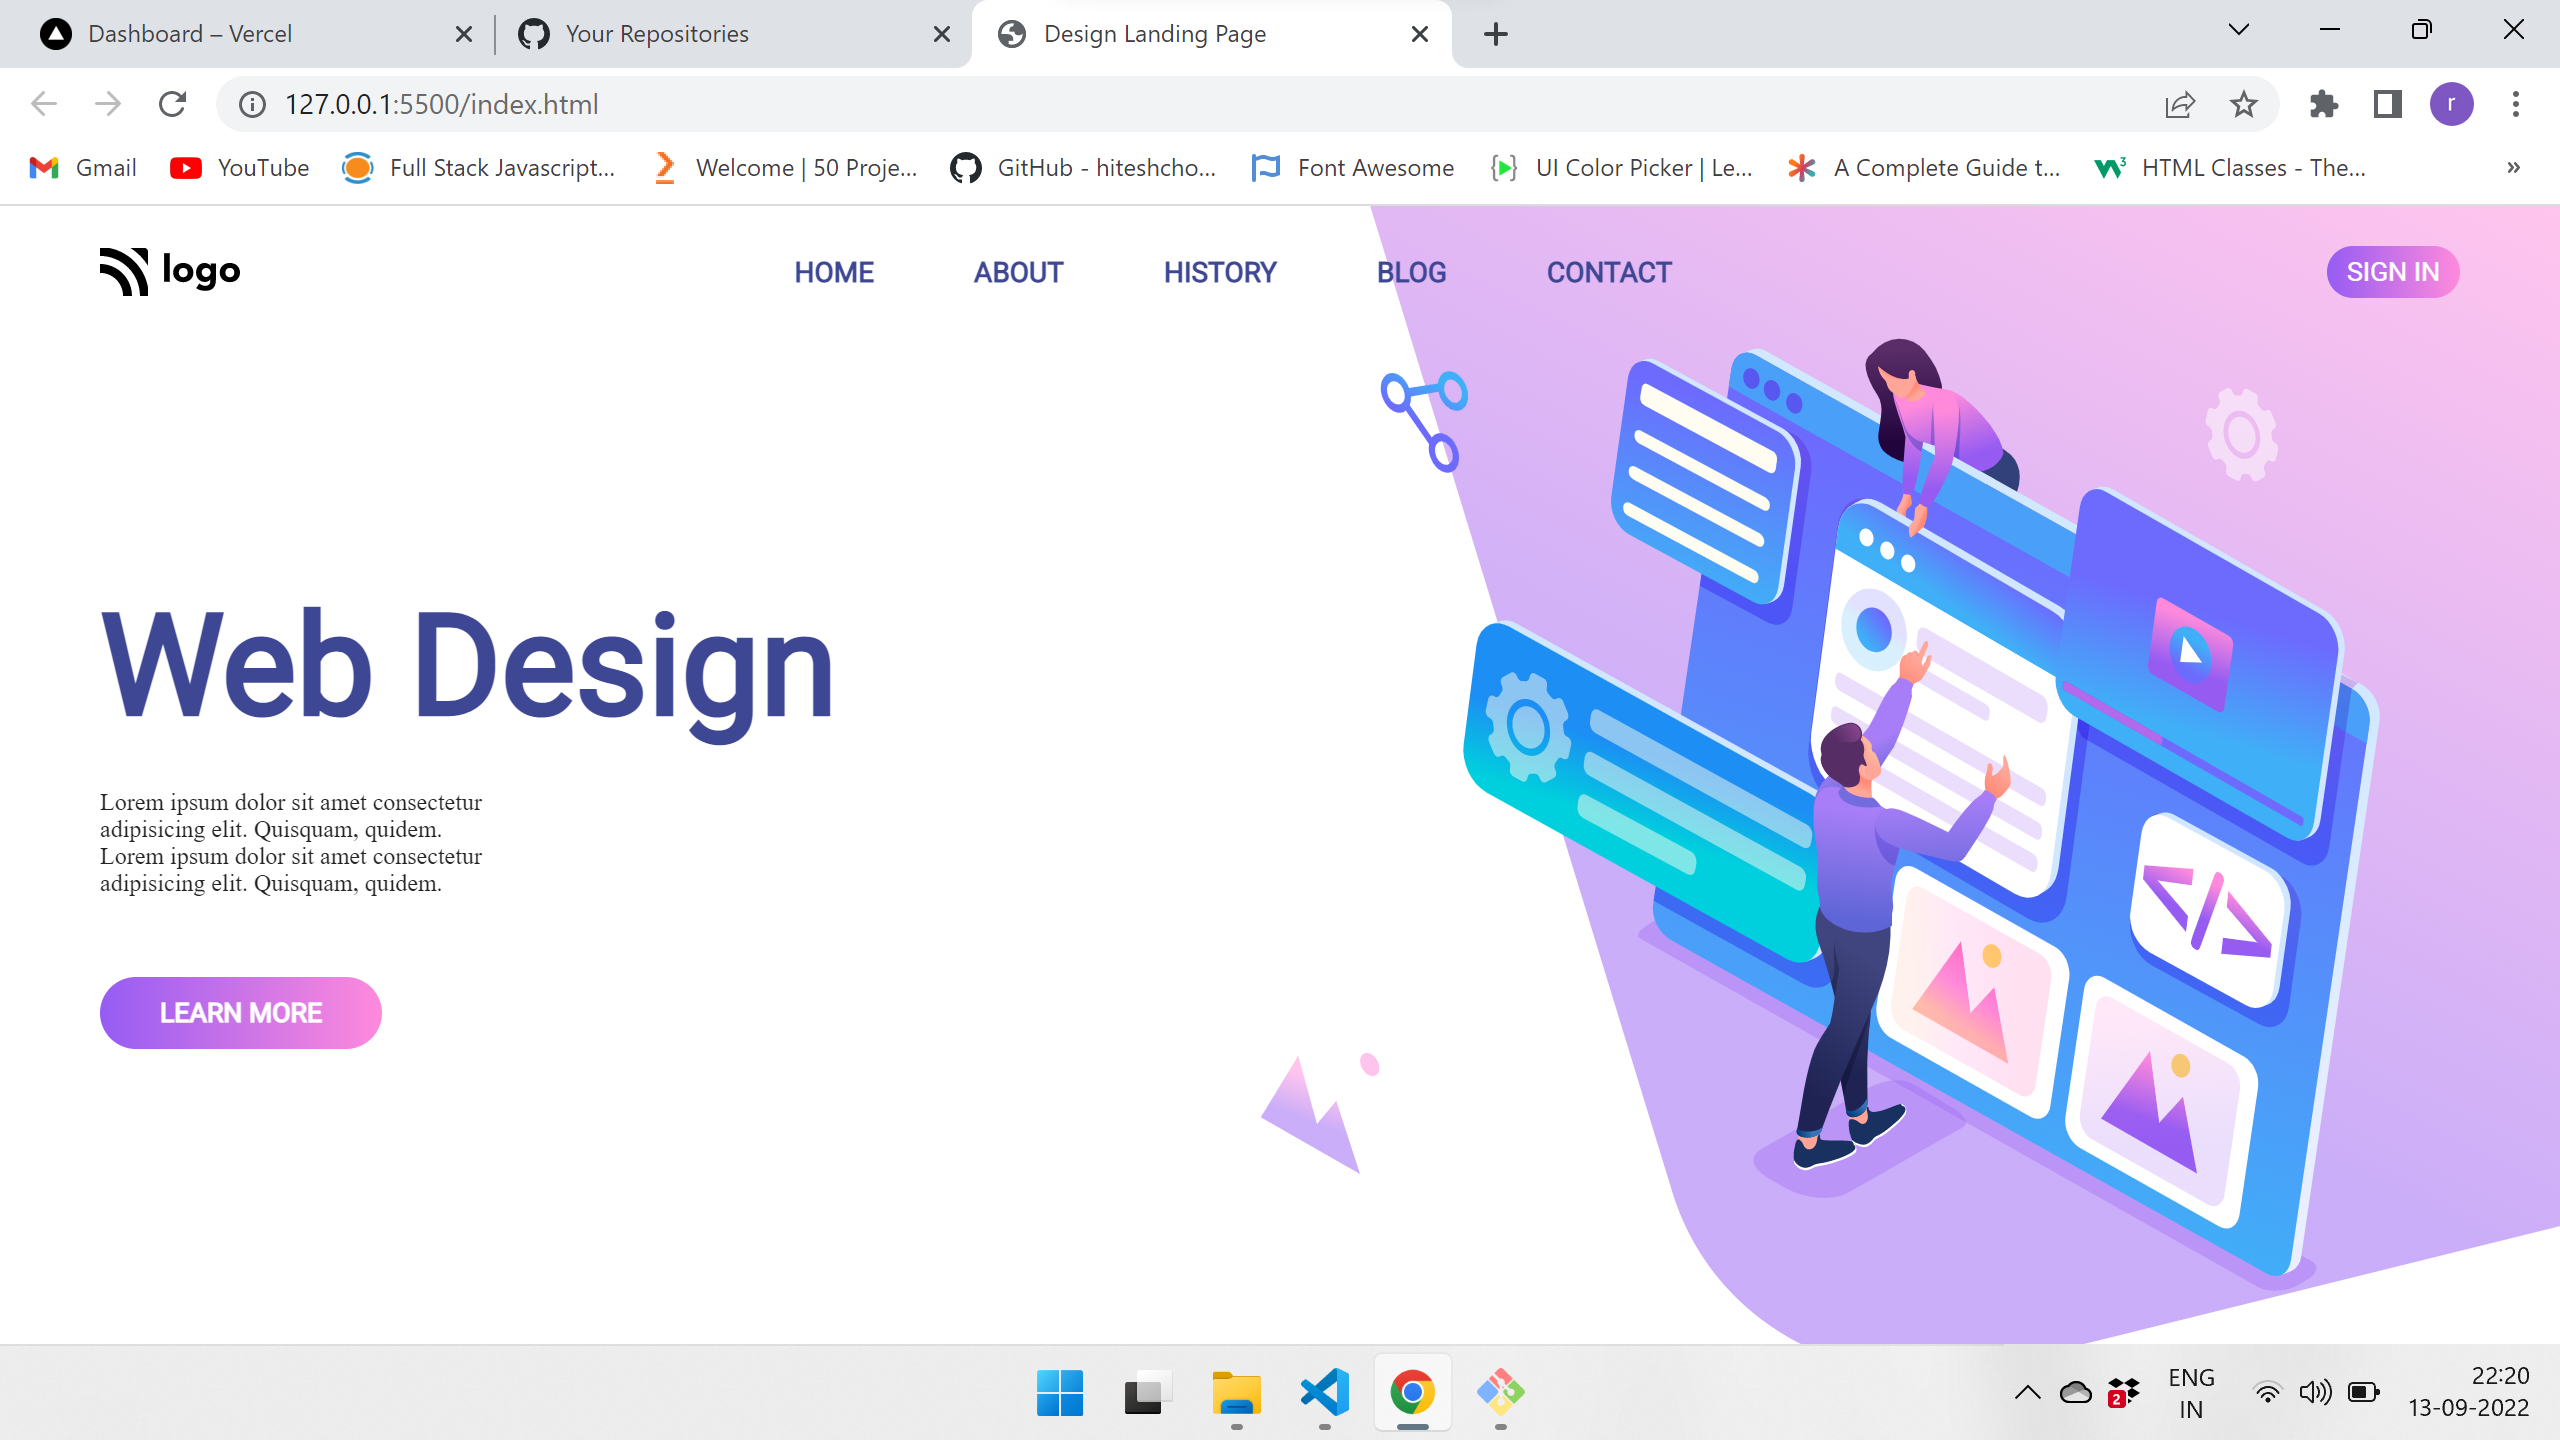 Dashboard – Vercel
Your Repositories
Design Landing Page
127.0.0.1:5500/index.html
r
Gmail
YouTube
Full Stack Javascript...
Welcome | 50 Proje...
GitHub - hiteshcho...
Font Awesome
UI Color Picker | Le...
A Complete Guide t...
HTML Classes - The...
»
logo
HOME
ABOUT
HISTORY
BLOG
CONTACT
SIGN IN
Web Design
Lorem ipsum dolor sit amet consectetur
adipisicing elit. Quisquam, quidem.
Lorem ipsum dolor sit amet consectetur
adipisicing elit. Quisquam, quidem.
LEARN MORE
</>
2
ENG
IN
22:20
13-09-2022